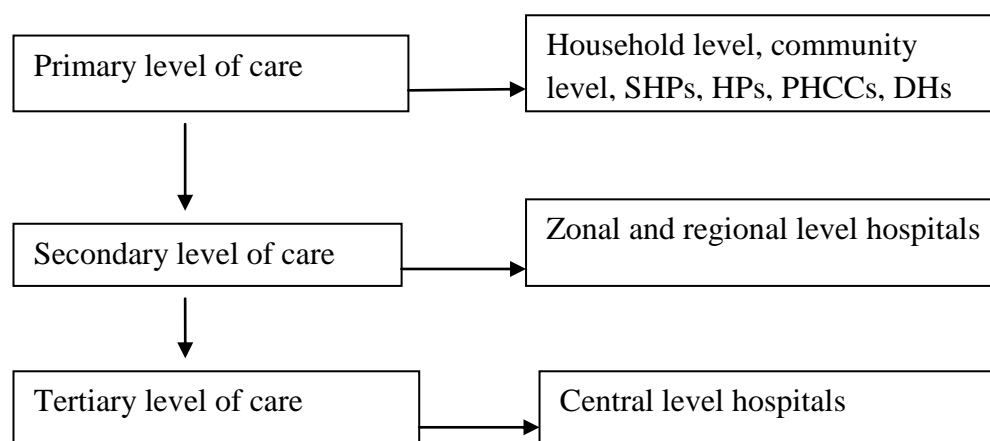 Primary level of care
Household level, community
level, SHPs, HPs, PHCCs, DHs
Secondary level of care
Zonal and regional level hospitals
Tertiary level of care
Central level hospitals